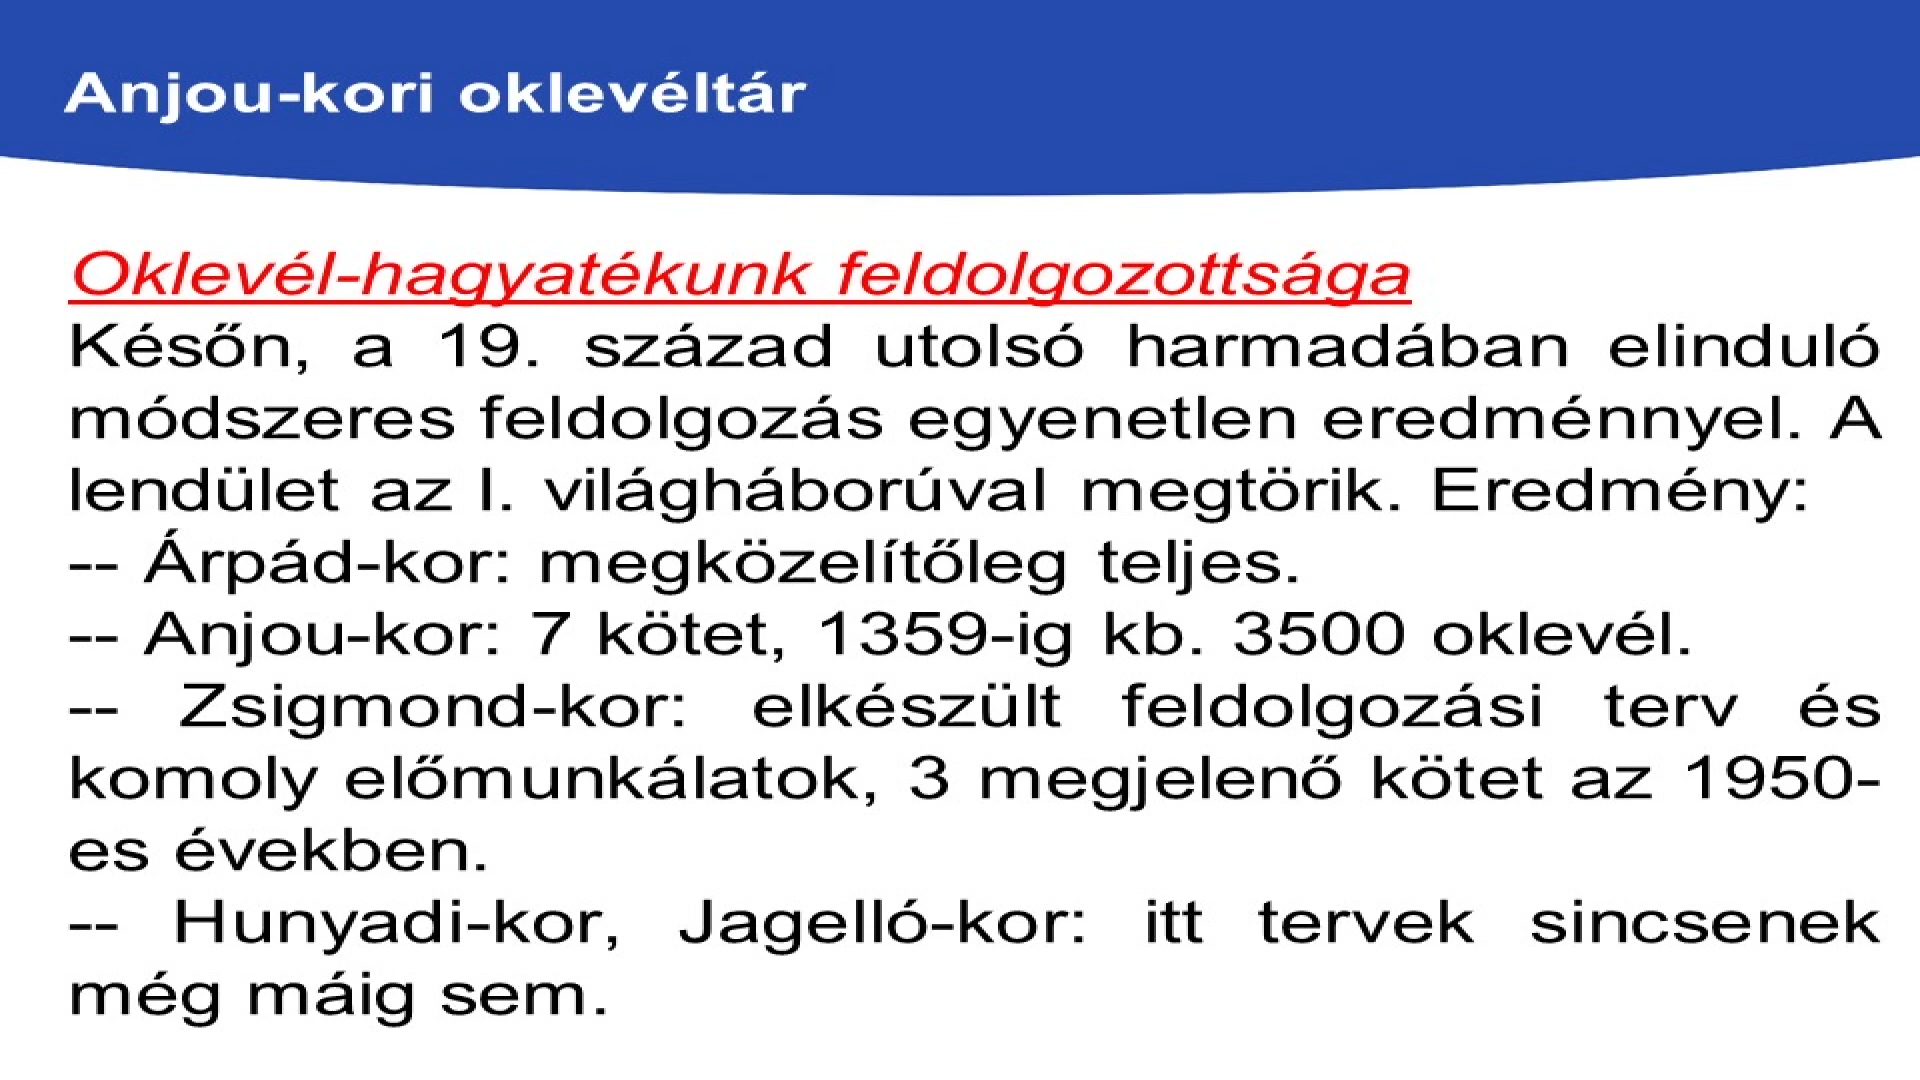 Anjou-kori oklevéltár
Oklevél-hagyatékunk feldolgozottsága
Későn, a 19. század utolsó harmadában elinduló
módszeres feldolgozás egyenetlen eredménnyel. A
lendület az I. világháborúval megtörik. Eredmény:
-- Árpád-kor: megközelítőleg teljes.
-- Anjou-kor: 7 kötet, 1359-ig kb. 3500 oklevél.
-- Zsigmond-kor: elkészült feldolgozási terv és
komoly előmunkálatok, 3 megjelenő kötet az 1950-
es években.
-- Hunyadi-kor, Jagelló-kor: itt tervek sincsenek
még máig sem.